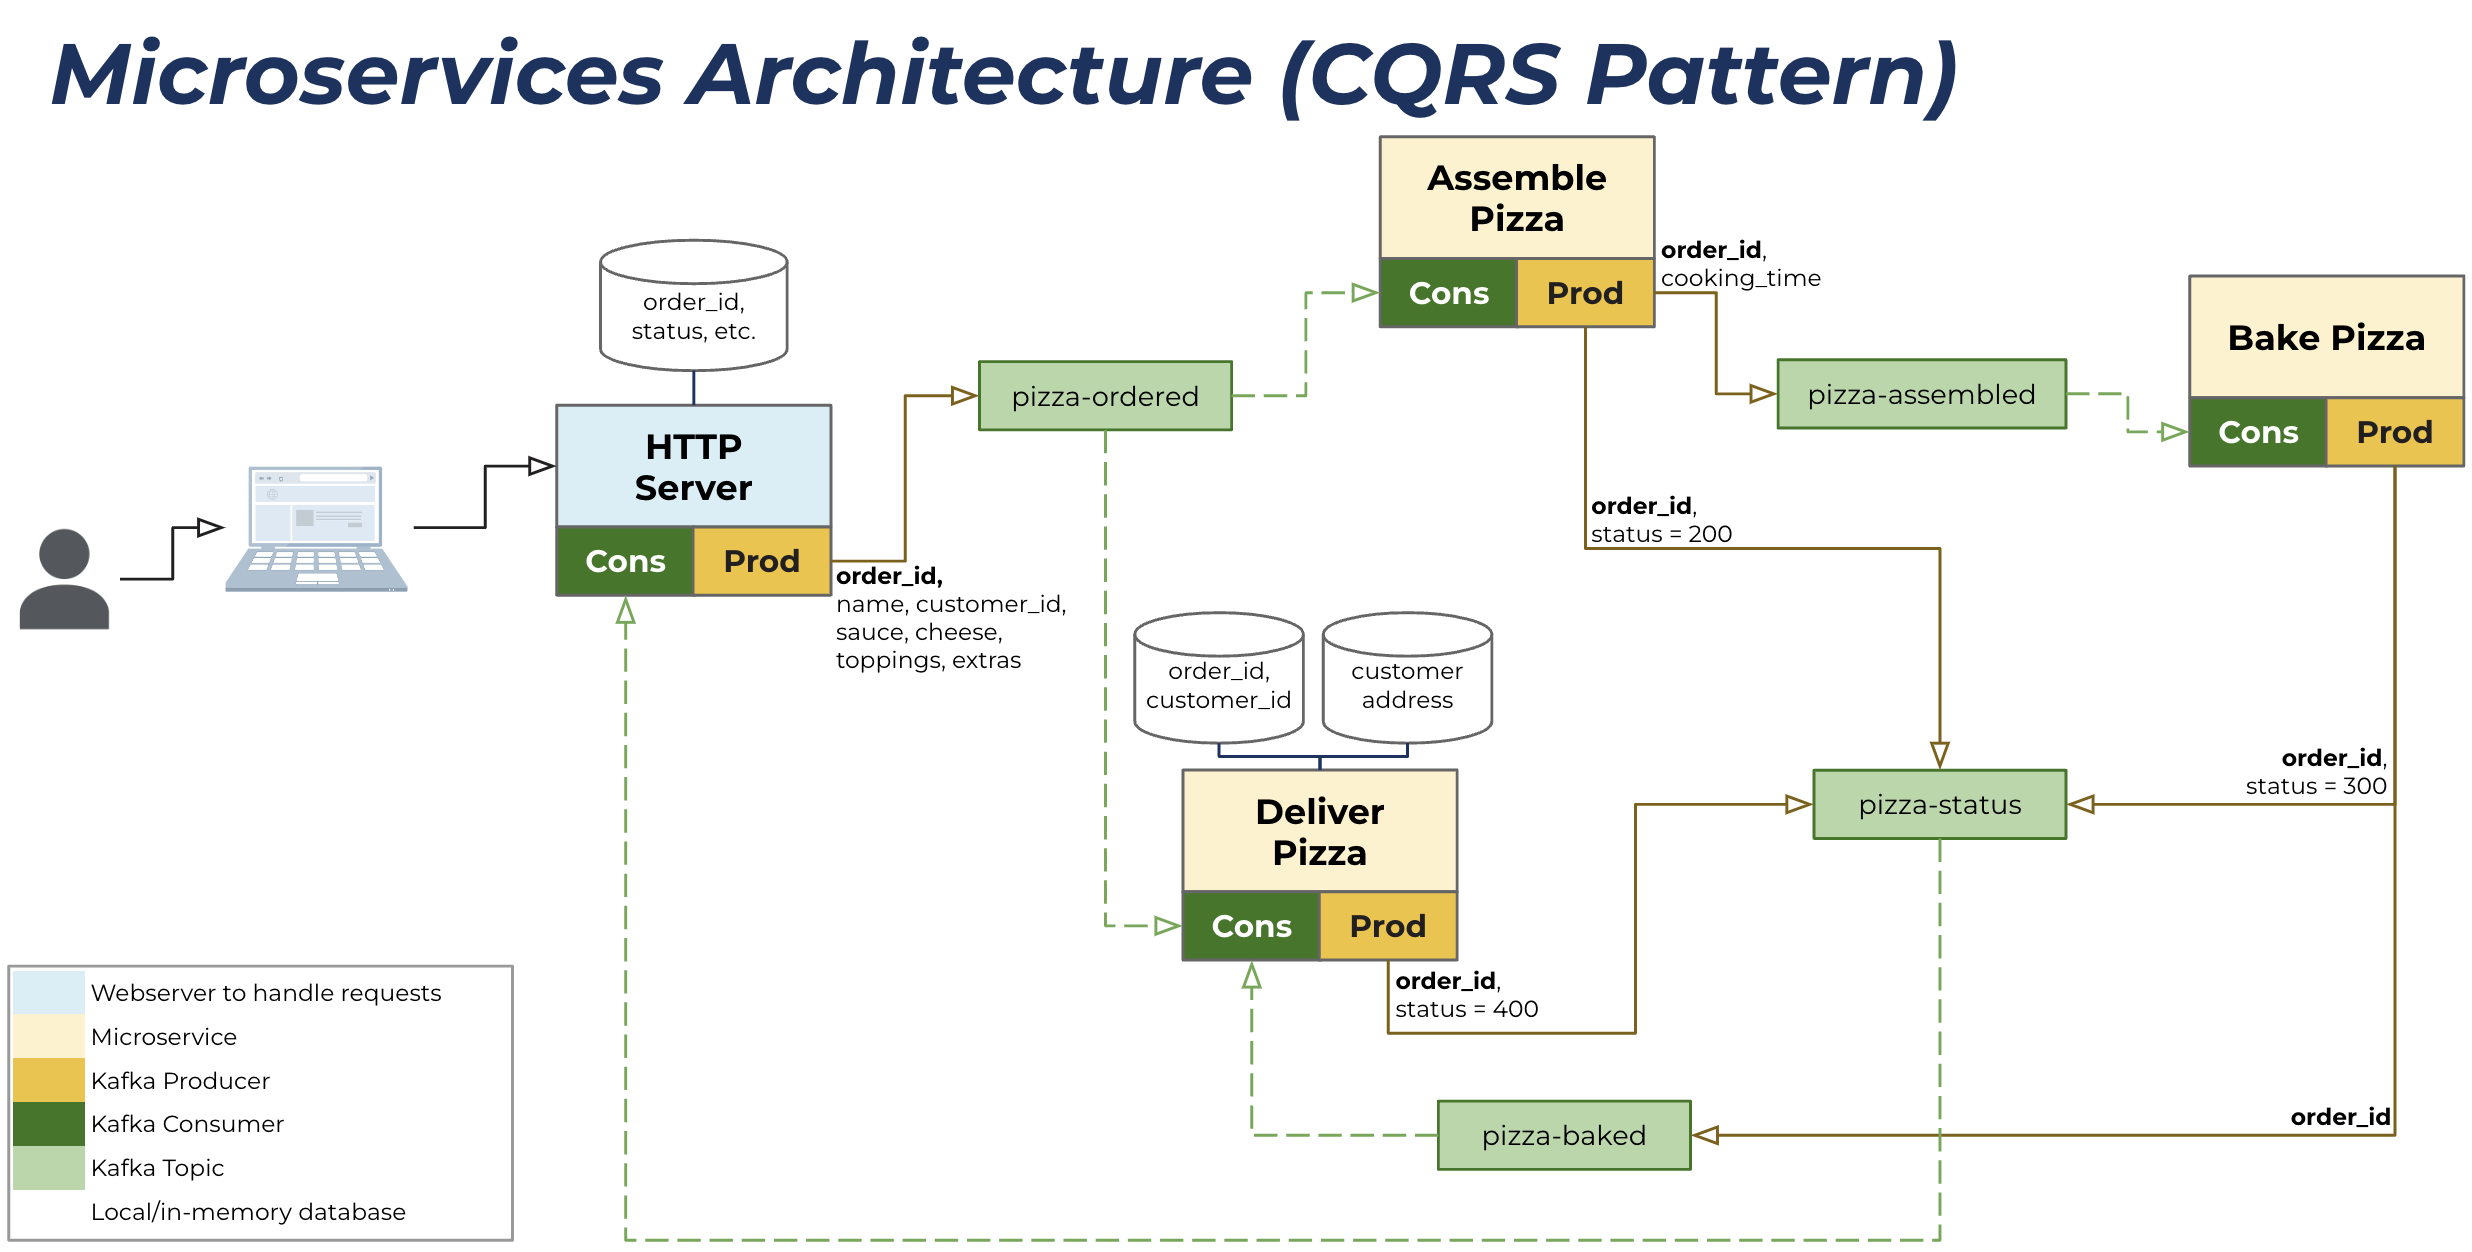 Microservices Architecture (CQRS Pattern)
Assemble
Pizza
Cons
Prod
order_id,
cooking_time
order_id,
status, etc.
HTTP
Server
Cons
Prod
order_id,
name, customer_id,
sauce, cheese,
toppings, extras
pizza-ordered
pizza-assembled
Bake Pizza
Cons
Prod
order_id,
status = 200
order_id,
customer_id
customer
address
Deliver
Pizza
Cons
Prod
order_id,
status = 400
pizza-status
order_id,
status = 300
pizza-baked
order_id
Webserver to handle requests
Microservice
Kafka Producer
Kafka Consumer
Kafka Topic
Local/in-memory database